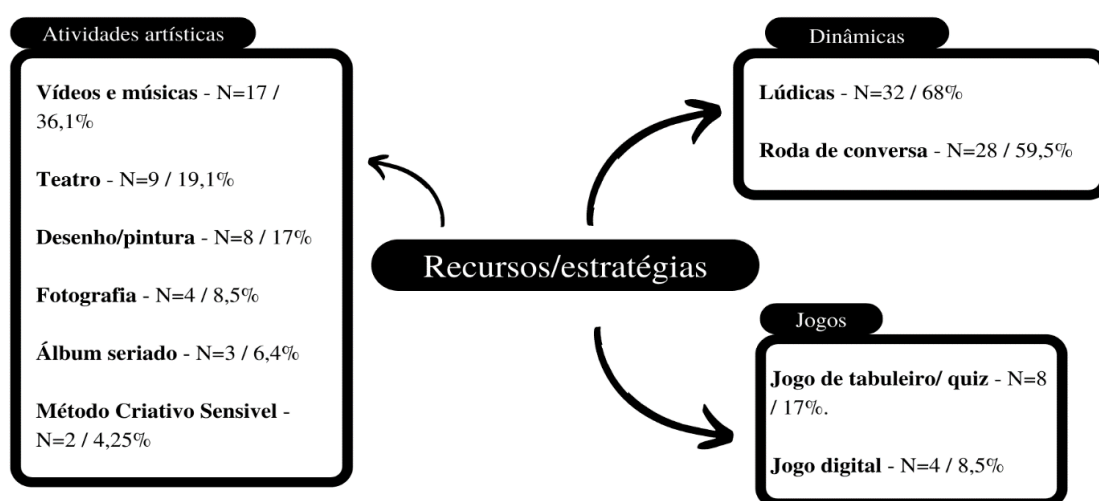 Atividades artísticas
Vídeos e músicas - N=17 /
36,1%
Teatro - N=9 / 19,1%
Desenho/pintura - N=8 / 17%
Fotografia - N=4 / 8,5%
Álbum seriado - N=3 / 6,4%
Método Criativo Sensivel -
N=2 / 4,25%
Dinâmicas
Lúdicas - N=32 / 68%
Roda de conversa - N=28 / 59,5%
Recursos/estratégias
Jogos
Jogo de tabuleiro/ quiz - N=8
/ 17%.
Jogo digital - N=4 / 8,5%